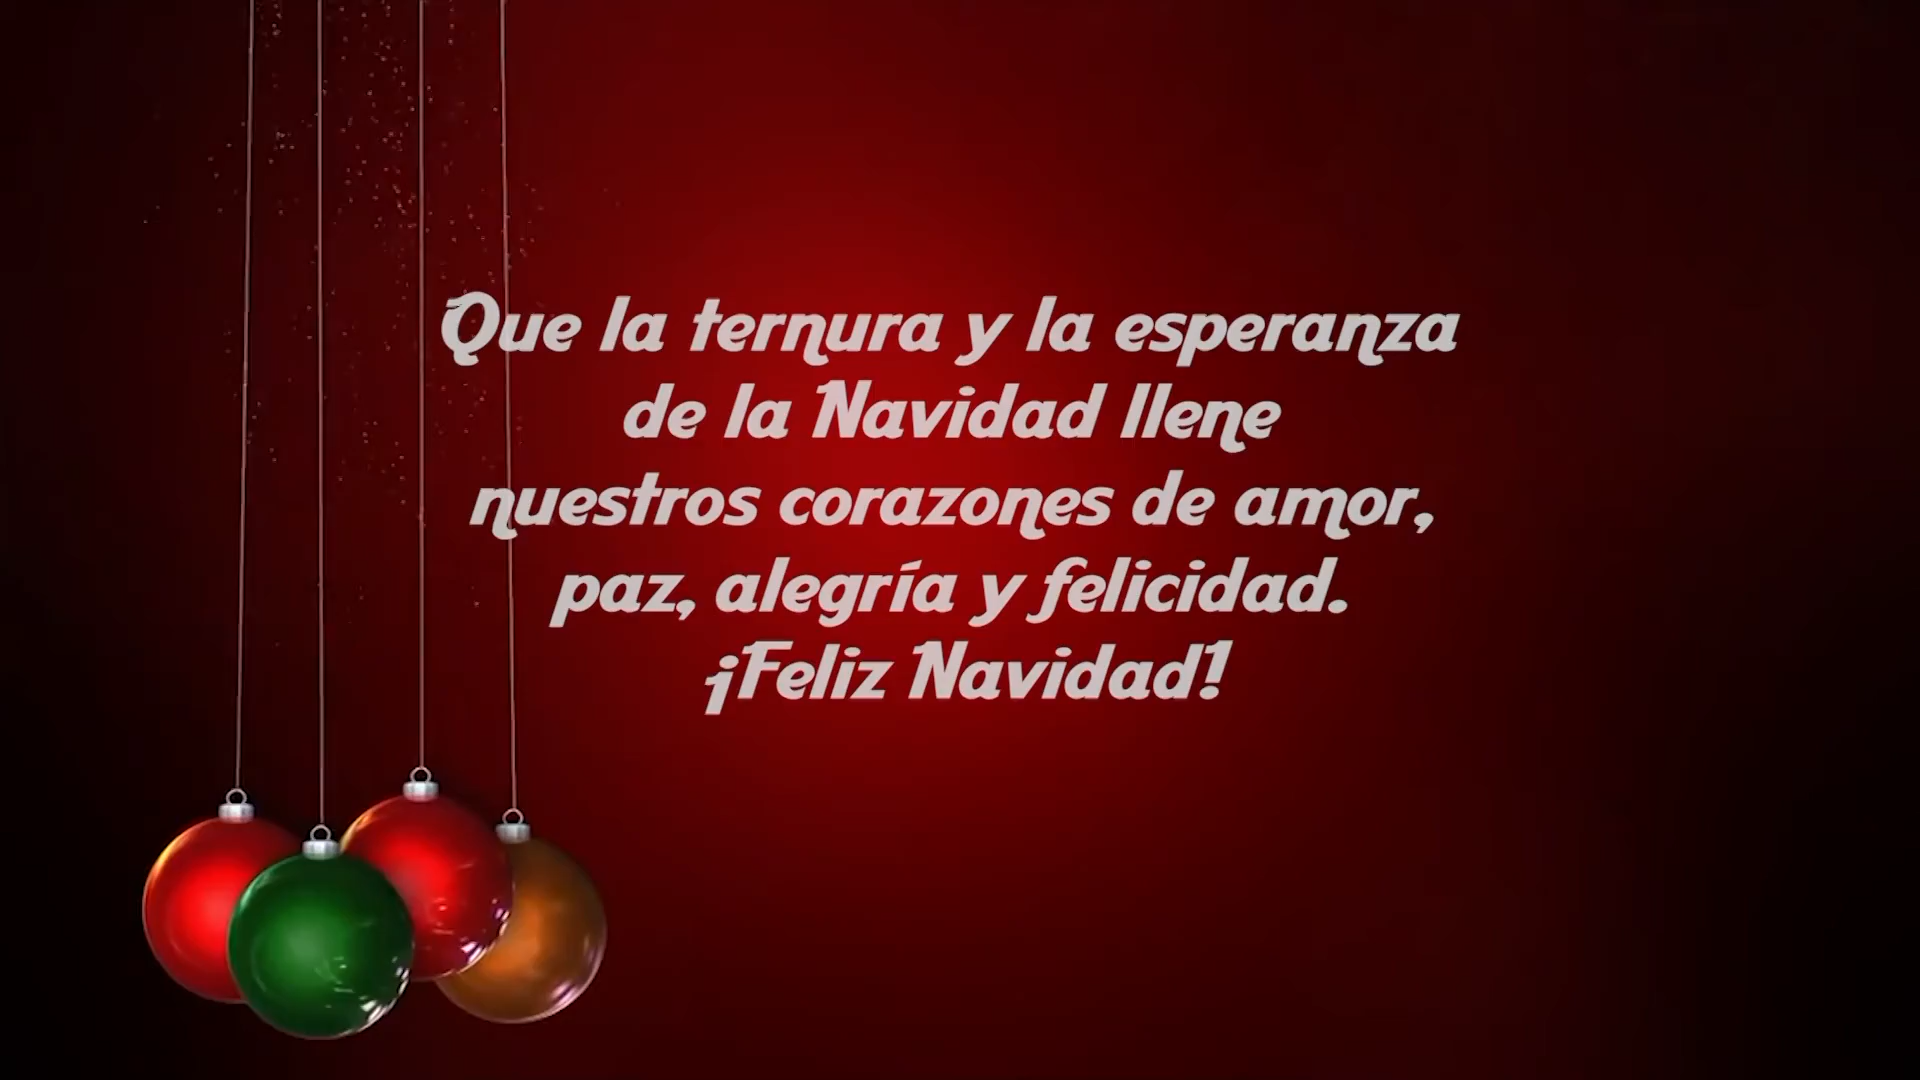 Que la ternura y la esperanza
de la Navidad llene
nuestros corazones de amor,
paz, alegría y felicidad.
¡Feliz Navidad!